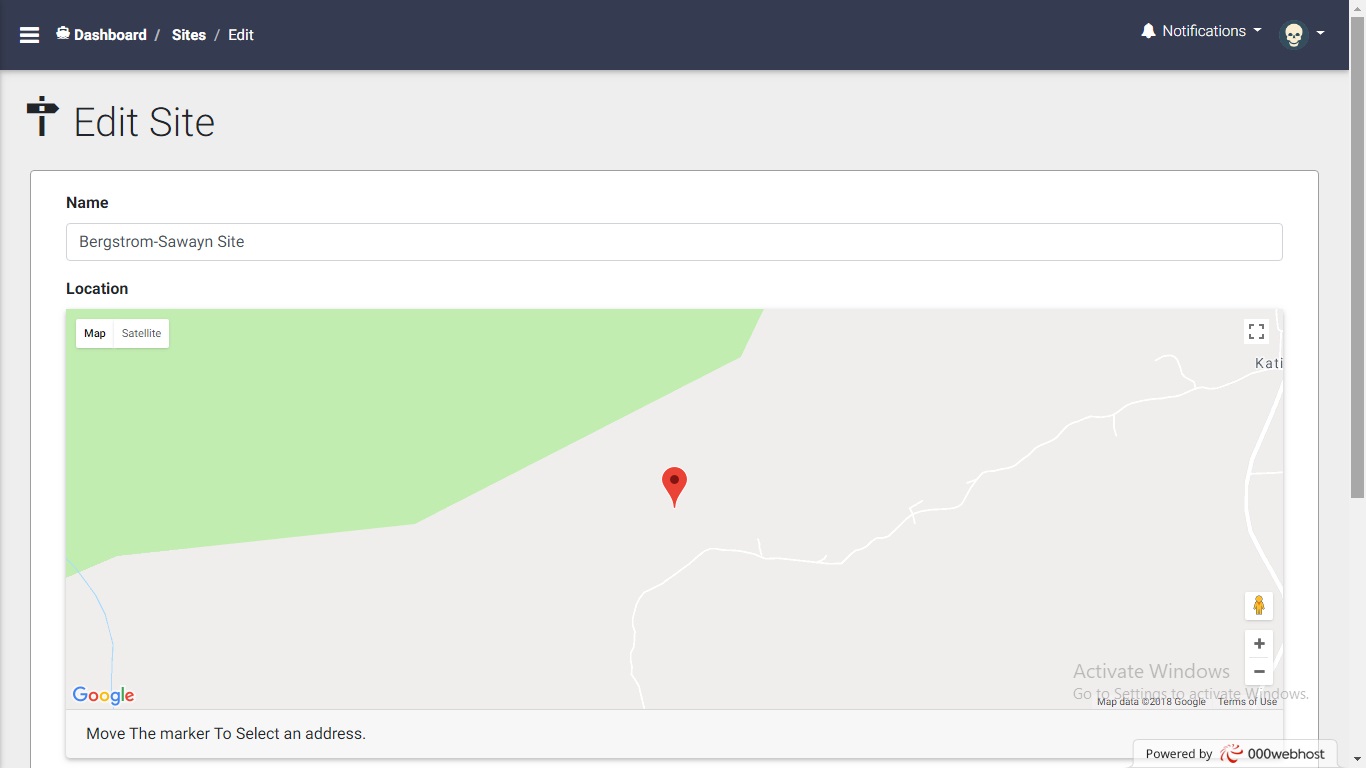 Dashboard / Sites / Edit
Notifications
Edit Site
Name
Bergstrom-Sawayn Site
Location
Map Satellite
Kati
Activate Windows
Go to Settings to activate Windows.
Google
Map data ©2018 Google Terms of Use
Move The marker To Select an address.
Powered by 000webhost